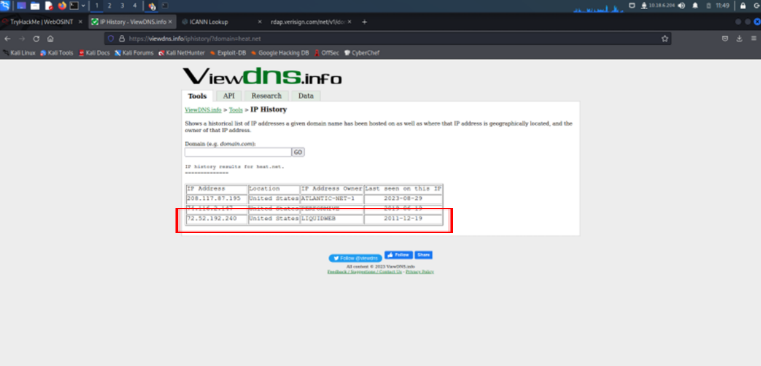 1 2 3 4
10.18.6.206
11:49
TryHackMe | WebOSINT
IP History - ViewDNS.info
ICANN Lookup
rdap.verisign.com/net/v1/do
https://viewdns.info/iphistory/?domain=heat.net
Kali Linux Kali Tools Kali Docs Kali Forums Kali NetHunter Exploit-DB Google Hacking DB OffSec CyberChef
ViewDNS.info
Tools API Research Data
ViewDNS.info > Tools > IP History
Shows a historical list of IP addresses a given domain name has been hosted on as well as where that IP address is geographically located, and the
owner of that IP address.
Domain (e.g. domain.com):
GO
IP history results for heat.net.
==============
IP Address Location IP Address Owner Last seen on this IP
208.117.87.195 United States ATLANTIC-NET-1 2023-08-29
United States
72.52.192.240 United States LIQUIDWEB 2011-12-19
Follow @viewdns
Follow Share
All content © 2023 ViewDNS.info
Feedback / Suggestions / Contact Us - Privacy Policy